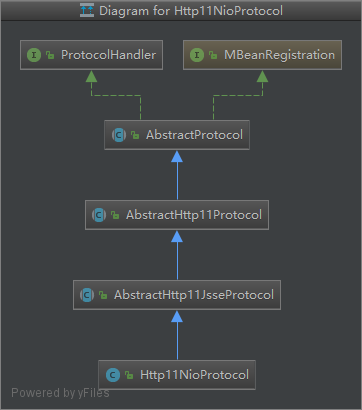 Diagram for Http11NioProtocol
I ProtocolHandler
I MBeanRegistration
C AbstractProtocol
C AbstractHttp11Protocol
C AbstractHttp11JsseProtocol
C Http11NioProtocol
Powered by yFiles